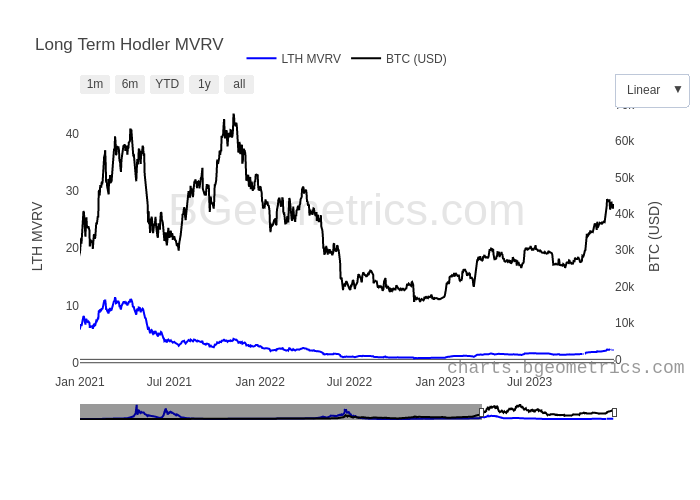 Long Term Hodler MVRV
LTH MVRV BTC (USD)
1m 6m YTD 1y all
Linear ▼
70k
40 60k
50k
30 40k
20 30k
20k
10 10k
0 0
LTH MVRV
BTC (USD)
BGeometrics.com
charts.bgeometrics.com
Jan 2021 Jul 2021 Jan 2022 Jul 2022 Jan 2023 Jul 2023